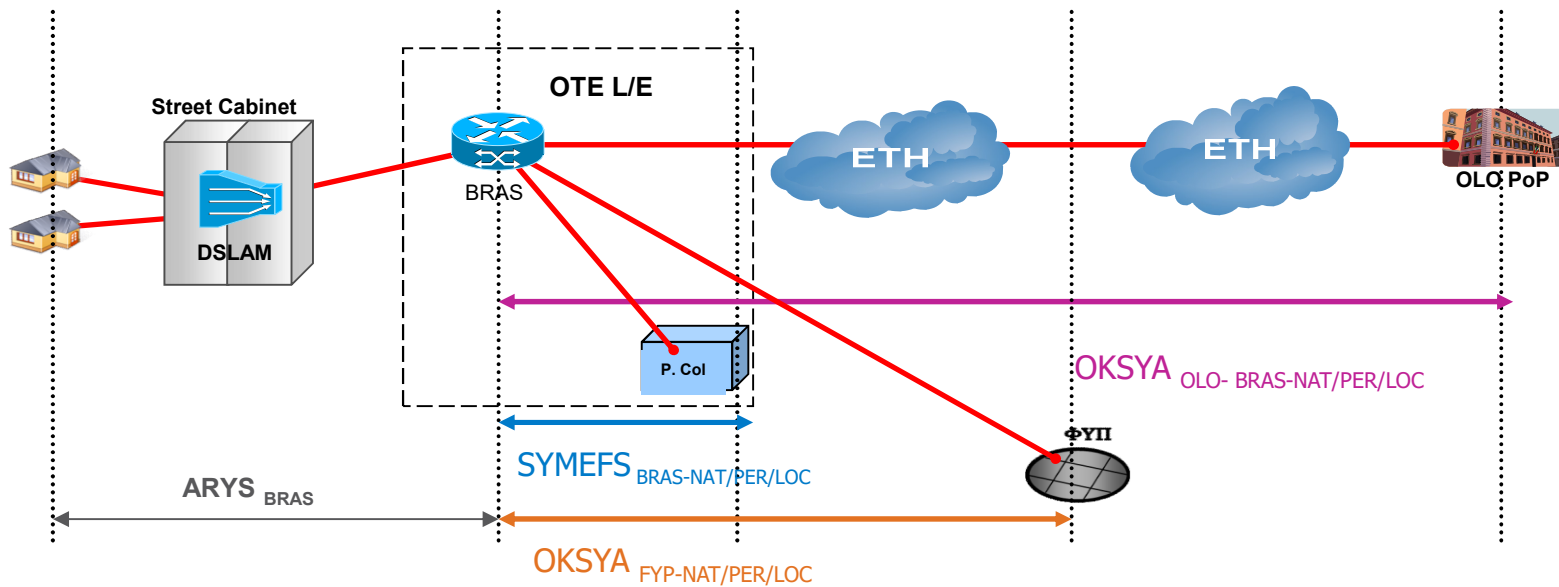 OTE L/E
Street Cabinet
ETH
ETH
BRAS
OLO PoP
DSLAM
P. Col
OKSYA OLO- BRAS-NAT/PER/LOC
ΦΥΠ
SYMEFS BRAS-NAT/PER/LOC
ARYS BRAS
OKSYA FYP-NAT/PER/LOC